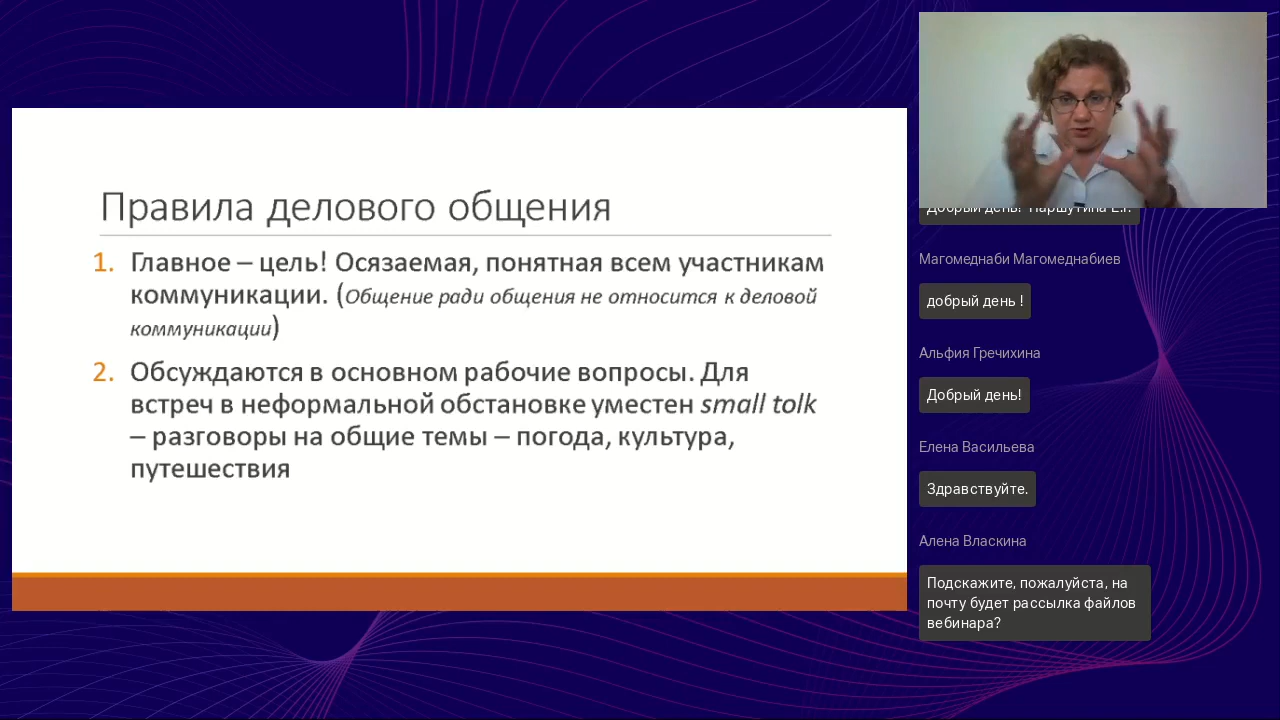 Правила делового общения
1. Главное – цель! Осязаемая, понятная всем участникам
коммуникации. (Общение ради общения не относится к деловой
коммуникации)
2. Обсуждаются в основном рабочие вопросы. Для
встреч в неформальной обстановке уместен small tolk
– разговоры на общие темы – погода, культура,
путешествия
Добрый день! Паршутина Е.Г.
Магомеднаби Магомеднабиев
добрый день !
Альфия Гречихина
Добрый день!
Елена Васильева
Здравствуйте.
Алена Власкина
Подскажите, пожалуйста, на
почту будет рассылка файлов
вебинара?